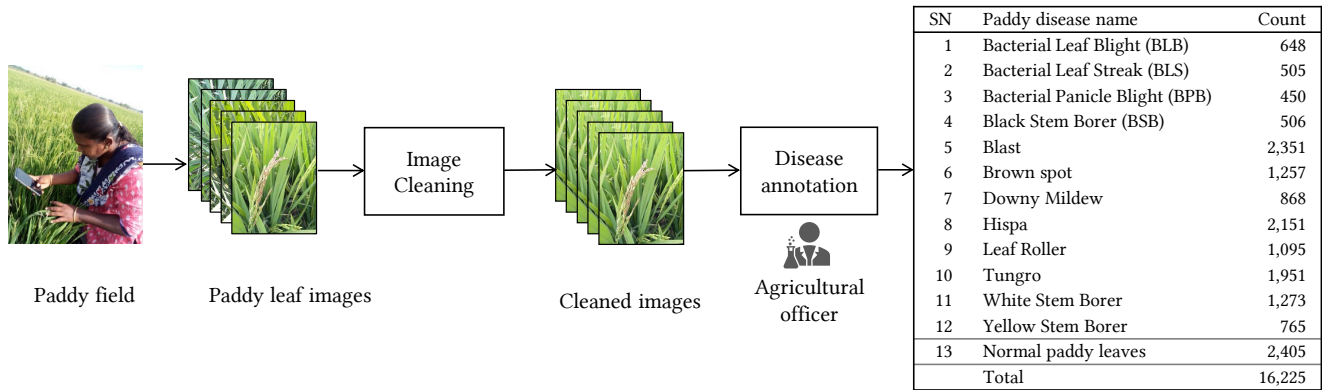 Paddy field
Paddy leaf images
Image
Cleaning
Cleaned images
Disease
annotation
Agricultural
officer
SN Paddy disease name Count
1 Bacterial Leaf Blight (BLB) 648
2 Bacterial Leaf Streak (BLS) 505
3 Bacterial Panicle Blight (BPB) 450
4 Black Stem Borer (BSB) 506
5 Blast 2,351
6 Brown spot 1,257
7 Downy Mildew 868
8 Hispa 2,151
9 Leaf Roller 1,095
10 Tungro 1,951
11 White Stem Borer 1,273
12 Yellow Stem Borer 765
13 Normal paddy leaves 2,405
Total 16,225